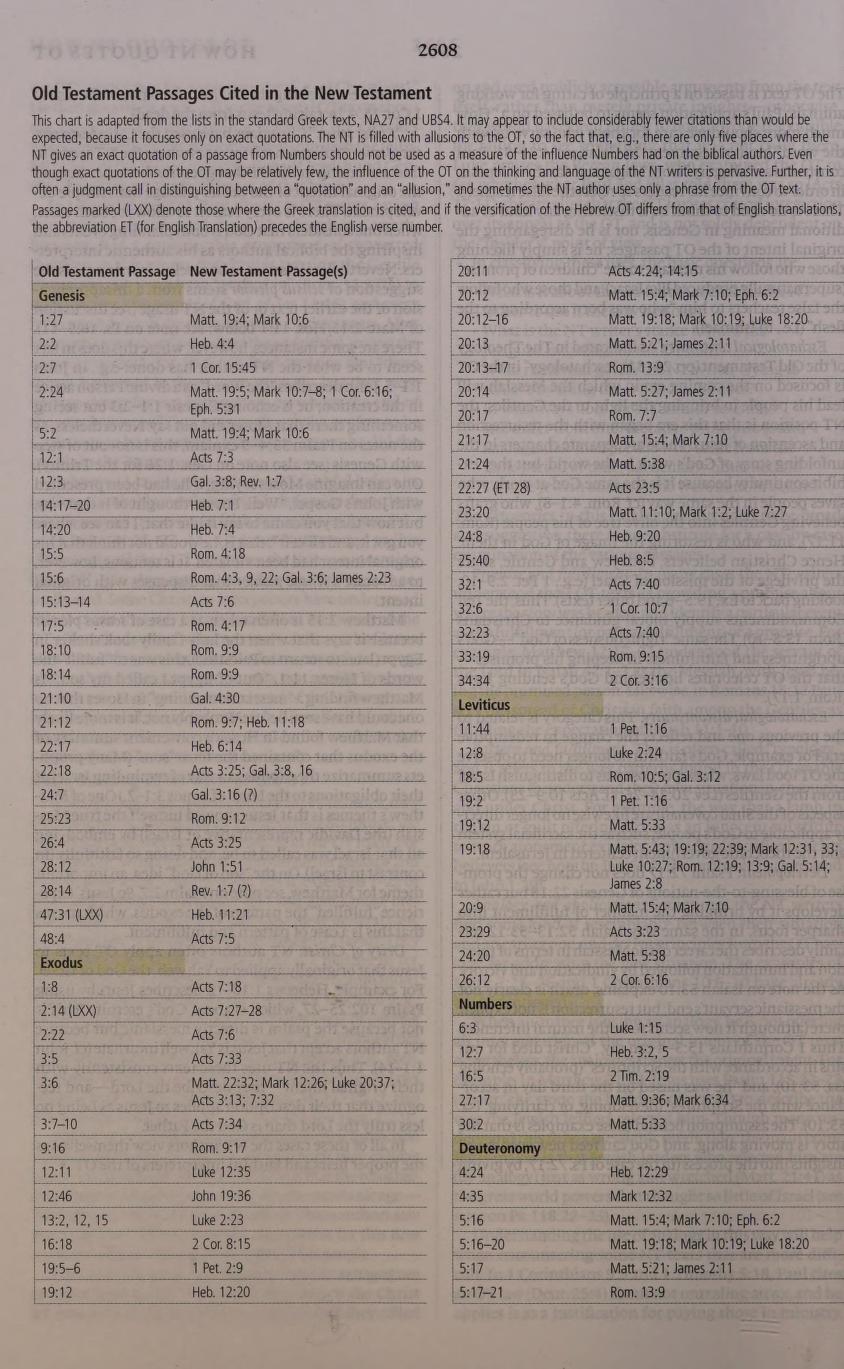 2608
Old Testament Passages Cited in the New Testament
This chart is adapted from the lists in the standard Greek texts, NA27 and UBS4. It may appear to include considerably fewer citations than would be
expected, because it focuses only on exact quotations. The NT is filled with allusions to the OT, so the fact that, e.g., there are only five places where the
NT gives an exact quotation of a passage from Numbers should not be used as a measure of the influence Numbers had on the biblical authors. Even
though exact quotations of the OT may be relatively few, the influence of the OT on the thinking and language of the NT writers is pervasive. Further, it is
often a judgment call in distinguishing between a "quotation" and an "allusion," and sometimes the NT author uses only a phrase from the OT text.
Passages marked (LXX) denote those where the Greek translation is cited, and if the versification of the Hebrew OT differs from that of English translations,
the abbreviation ET (for English Translation) precedes the English verse number.
Old Testament Passage New Testament Passage(s)
Genesis
1:27 Matt. 19:4; Mark 10:6
2:2 Heb. 4:4
2:7 1 Cor. 15:45
2:24 Matt. 19:5; Mark 10:7–8; 1 Cor. 6:16;
Eph. 5:31
5:2 Matt. 19:4; Mark 10:6
12:1 Acts 7:3
12:3 Gal. 3:8; Rev. 1:7
14:17–20 Heb. 7:1
14:20 Heb. 7:4
15:5 Rom. 4:18
15:6 Rom. 4:3, 9, 22; Gal. 3:6; James 2:23
15:13–14 Acts 7:6
17:5 Rom. 4:17
18:10 Rom. 9:9
18:14 Rom. 9:9
21:10 Gal. 4:30
21:12 Rom. 9:7; Heb. 11:18
22:17 Heb. 6:14
22:18 Acts 3:25; Gal. 3:8, 16
24:7 Gal. 3:16 (?)
25:23 Rom. 9:12
26:4 Acts 3:25
28:12 John 1:51
28:14 Rev. 1:7 (?)
47:31 (LXX) Heb. 11:21
48:4 Acts 7:5
Exodus
1:8 Acts 7:18
2:14 (LXX) Acts 7:27–28
2:22 Acts 7:6
3:5 Acts 7:33
3:6 Matt. 22:32; Mark 12:26; Luke 20:37;
Acts 3:13; 7:32
3:7–10 Acts 7:34
9:16 Rom. 9:17
12:11 Luke 12:35
12:46 John 19:36
13:2, 12, 15 Luke 2:23
16:18 2 Cor. 8:15
19:5–6 1 Pet. 2:9
19:12 Heb. 12:20
20:11 Acts 4:24; 14:15
20:12 Matt. 15:4; Mark 7:10; Eph. 6:2
20:12–16 Matt. 19:18; Mark 10:19; Luke 18:20
20:13 Matt. 5:21; James 2:11
20:13–17 Rom. 13:9
20:14 Matt. 5:27; James 2:11
20:17 Rom. 7:7
21:17 Matt. 15:4; Mark 7:10
21:24 Matt. 5:38
22:27 (ET 28) Acts 23:5
23:20 Matt. 11:10; Mark 1:2; Luke 7:27
24:8 Heb. 9:20
25:40 Heb. 8:5
32:1 Acts 7:40
32:6 1 Cor. 10:7
32:23 Acts 7:40
33:19 Rom. 9:15
34:34 2 Cor. 3:16
Leviticus
11:44 1 Pet. 1:16
12:8 Luke 2:24
18:5 Rom. 10:5; Gal. 3:12
19:2 1 Pet. 1:16
19:12 Matt. 5:33
19:18 Matt. 5:43; 19:19; 22:39; Mark 12:31, 33;
Luke 10:27; Rom. 12:19; 13:9; Gal. 5:14;
James 2:8
20:9 Matt. 15:4; Mark 7:10
23:29 Acts 3:23
24:20 Matt. 5:38
26:12 2 Cor. 6:16
Numbers
6:3 Luke 1:15
12:7 Heb. 3:2, 5
16:5 2 Tim. 2:19
27:17 Matt. 9:36; Mark 6:34
30:2 Matt. 5:33
Deuteronomy
4:24 Heb. 12:29
4:35 Mark 12:32
5:16 Matt. 15:4; Mark 7:10; Eph. 6:2
5:16–20 Matt. 19:18; Mark 10:19; Luke 18:20
5:17 Matt. 5:21; James 2:11
5:17–21 Rom. 13:9